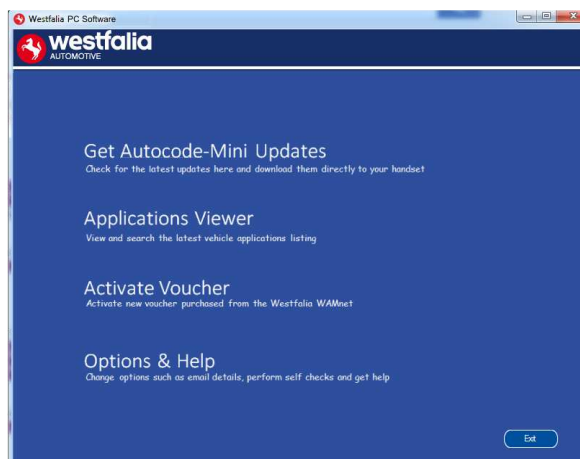 Westfalia PC Software
westfalia
AUTOMOTIVE
Get Autocode-Mini Updates
Check for the latest updates here and download them directly to your handset
Applications Viewer
View and search the latest vehicle applications listing
Activate Voucher
Activate new voucher purchased from the Westfalia WAMnet
Options & Help
Change options such as email details, perform self checks and get help
Exit